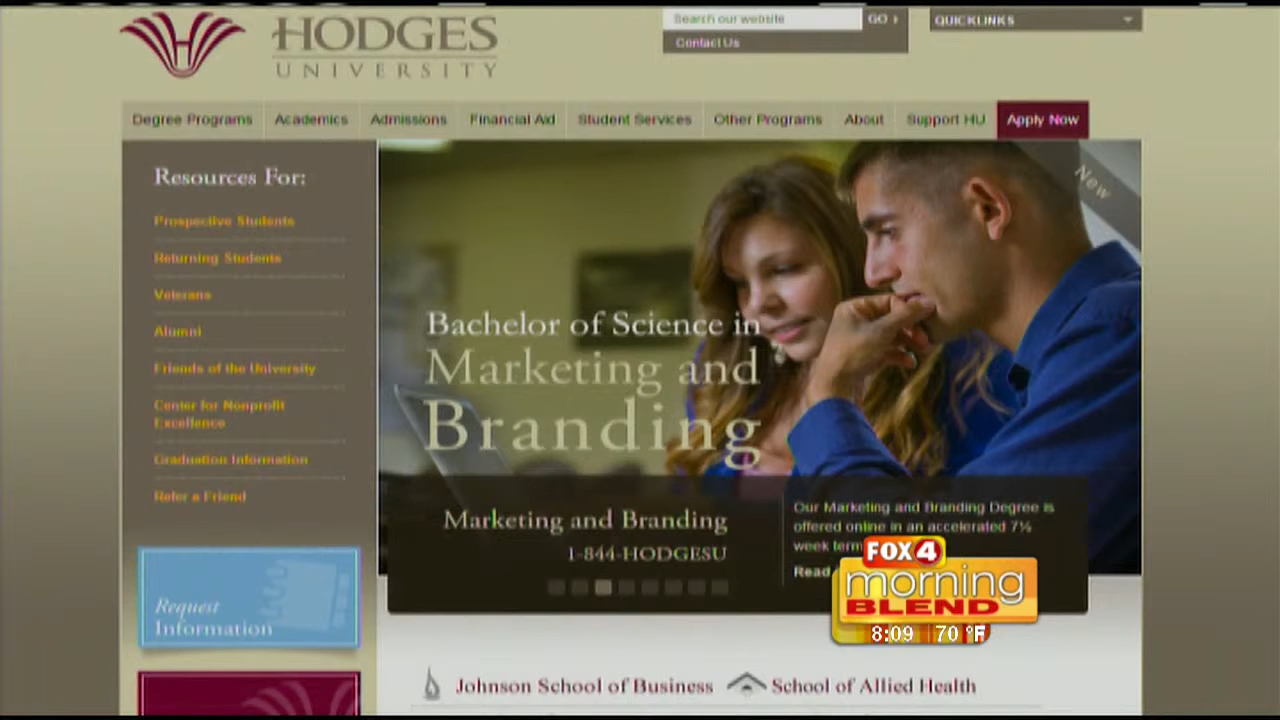 HODGES
UNIVERSITY
Search our website
GO
QUICKLINKS
Contact Us
Degree Programs
Academics
Admissions
Financial Aid
Student Services
Other Programs
About
Support HU
Apply Now
Resources For:
Prospective Students
Returning Students
Veterans
Alumni
Friends of the University
Center for Nonprofit
Excellence
Graduation Information
Refer a Friend
Request
Information
New
Bachelor of Science in
Marketing and
Branding
Marketing and Branding
1-844-HODGESU
Our Marketing and Branding Degree is
offered online in an accelerated 7½
week term
Read
FOX 4
morning
BLEND
8:09 70 °F
Johnson School of Business
School of Allied Health